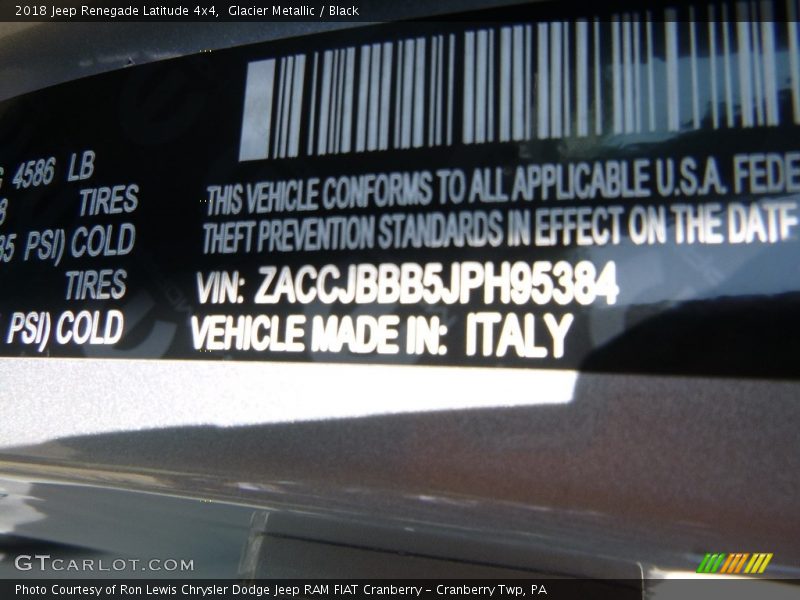 2018 Jeep Renegade Latitude 4x4, Glacier Metallic / Black
4586 LB
TIRES
PSI) COLD
TIRES
PSI) COLD
THIS VEHICLE CONFORMS TO ALL APPLICABLE U.S.A. FEDE
THEFT PREVENTION STANDARDS IN EFFECT ON THE DATE
VIN: ZACCJBBB5JPH95384
VEHICLE MADE IN: ITALY
GTCARLOT.COM
Photo Courtesy of Ron Lewis Chrysler Dodge Jeep RAM FIAT Cranberry – Cranberry Twp, PA